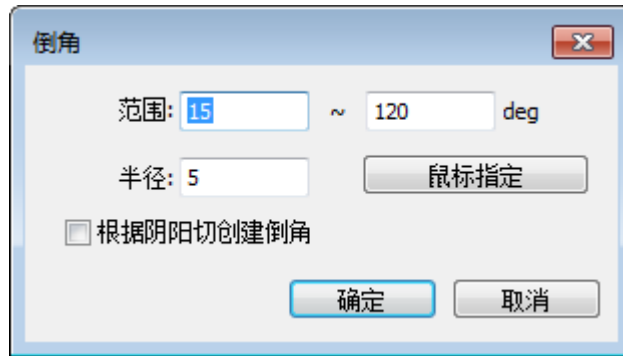 倒角
范围: 15 ~ 120 deg
半径: 5 鼠标指定
根据阴阳切创建倒角
确定 取消